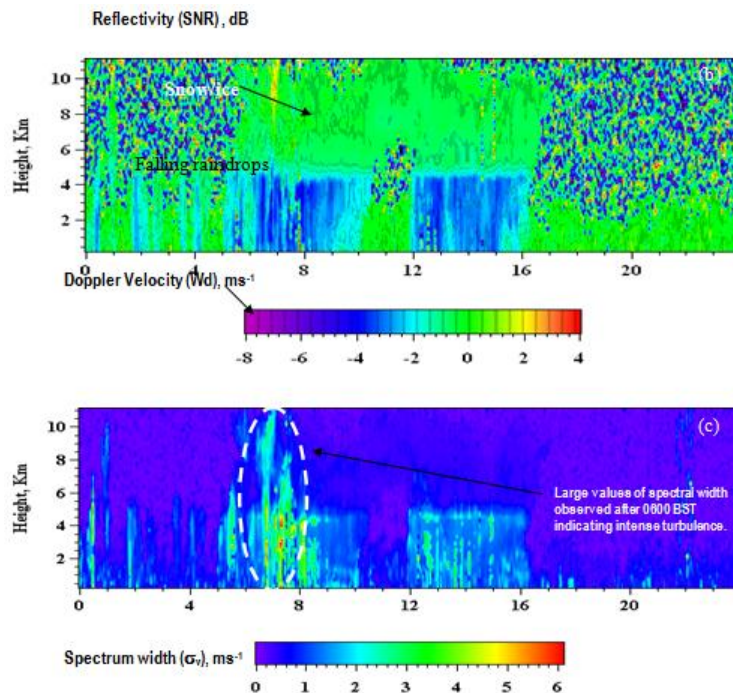 Reflectivity (SNR) , dB
(b)
Height, Km
10
8
6
4
2
Snow/ice
Falling raindrops
0 4 8 12 16 20
Doppler Velocity (Wd), ms⁻¹
-8 -6 -4 -2 0 2 4
(c)
Height, Km
10
8
6
4
2
Large values of spectral width
observed after 0600 BST
indicating intense turbulence.
0 4 8 12 16 20
Spectrum width (σᵥ), ms⁻¹
0 1 2 3 4 5 6